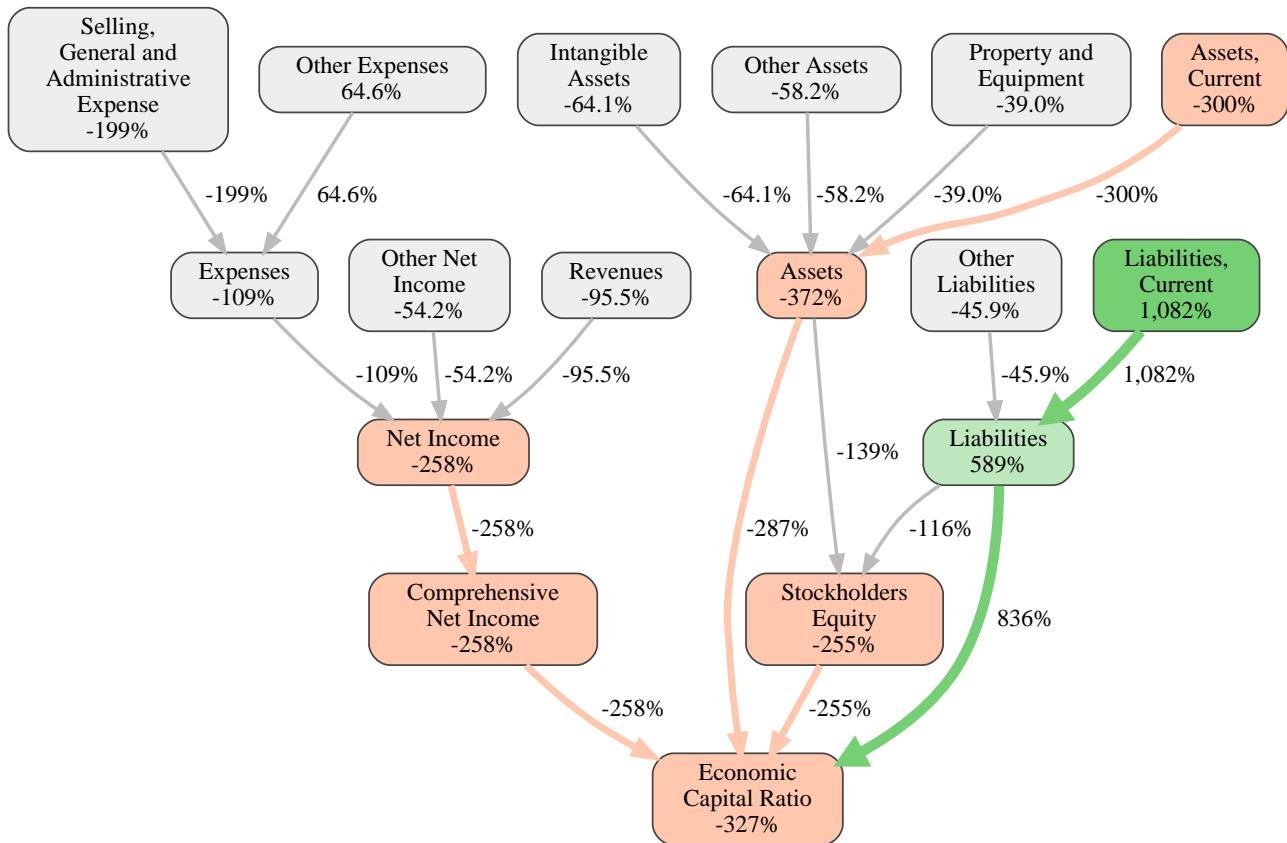 Selling,
General and
Administrative
Expense
-199%
Other Expenses
64.6%
Intangible
Assets
-64.1%
Other Assets
-58.2%
Property and
Equipment
-39.0%
Assets,
Current
-300%
-199%
64.6%
-64.1%
-58.2%
-39.0%
-300%
Expenses
-109%
Other Net
Income
-54.2%
Revenues
-95.5%
Assets
-372%
Other
Liabilities
-45.9%
Liabilities,
Current
1,082%
-109%
-54.2%
-95.5%
-45.9%
1,082%
Net Income
-258%
-139%
Liabilities
589%
-258%
-287%
-116%
Comprehensive
Net Income
-258%
Stockholders
Equity
-255%
836%
-258%
-255%
Economic
Capital Ratio
-327%